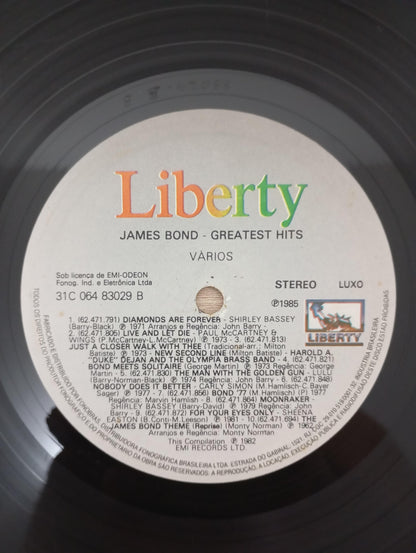 Liberty
JAMES BOND - GREATEST HITS
VÁRIOS
Sob licença de EMI-ODEON
Fonog. Ind. e Eletrônica Ltda
31C 064 83029 B
STEREO LUXO
℗1985
LIBERTY
1. (62.471.791) DIAMONDS ARE FOREVER - SHIRLEY BASSEY
(Barry-Black) ℗ 1971 Arranjos e Regência: John Barry -
2. (62.471.805) LIVE AND LET DIE - PAUL McCARTNEY &
WINGS (P.McCartney-L.McCartney) ℗ 1973 - 3. (62.471.813)
JUST A CLOSER WALK WITH THEE (Tradicional-ar.; Milton
Batiste) ℗ 1973 - NEW SECOND LINE (Milton Batiste) - HAROLD A.
"DUKE" DEJAN AND THE OLYMPIA BRASS BAND - 4. (62.471.821)
BOND MEETS SOLITAIRE (George Martin) ℗ 1973 Regência: George
Martin - 5. (62.471.830) THE MAN WITH THE GOLDEN GUN - LULU
(Barry-Norman-Black) ℗ 1974 Regência: John Barry - 6. (62.471.848)
NOBODY DOES IT BETTER - CARLY SIMON (M.Hamlisch-C.Bayer
Sager) ℗ 1977 - 7. (62.471.856) BOND '77 (M.Hamlisch) ℗ 1977
Regência: Marvin Hamlish - 8. (62.471.864) MOONRAKER -
SHIRLEY BASSEY (Barry-David) ℗ 1979 Regência: John
Barry - 9. (62.471.872) FOR YOUR EYES ONLY - SHEENA
EASTON (B.Conti-M.Leeson) ℗ 1981 - 10. (62.469.741) THE
JAMES BOND THEME (Reprise) (Monty Norman) ℗ 1962
Arranjos e Regência: Monty Norman
This Compilation ℗ 1982
EMI RECORDS LTD.